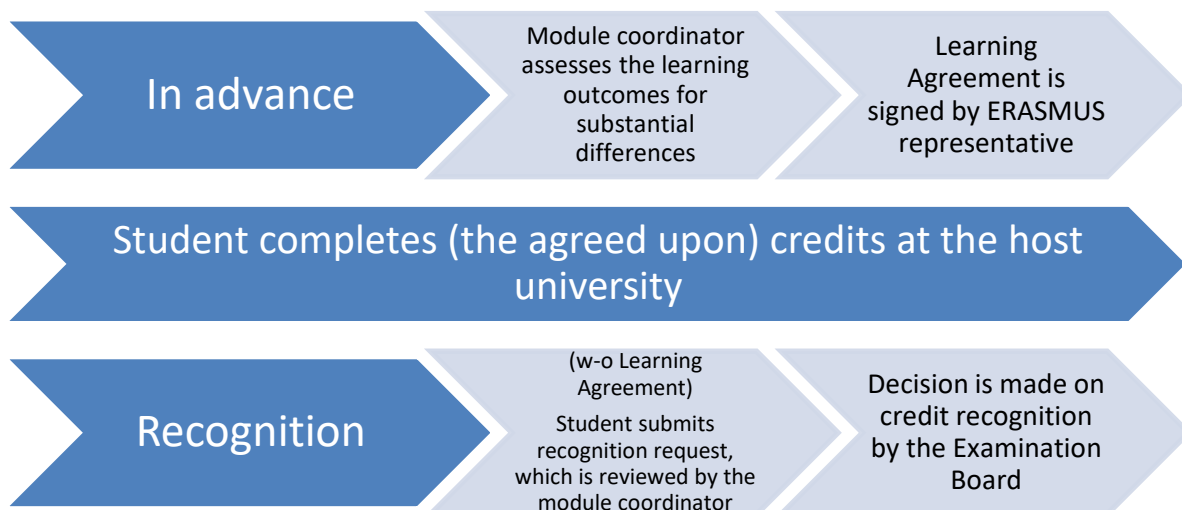 In advance
Module coordinator
assesses the learning
outcomes for
substantial
differences
Learning
Agreement is
signed by ERASMUS
representative
Student completes (the agreed upon) credits at the host
university
Recognition
(w-o Learning
Agreement)
Student submits
recognition request,
which is reviewed by the
module coordinator
Decision is made on
credit recognition
by the Examination
Board